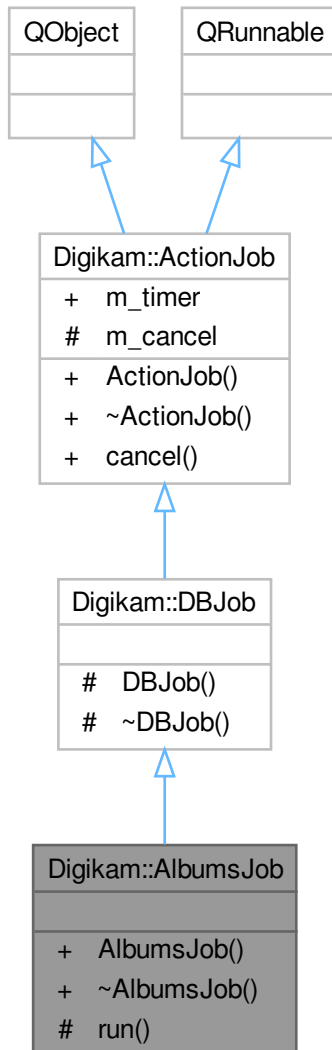 QObject
QRunnable
Digikam::ActionJob
+ m_timer
# m_cancel
+ ActionJob()
+ ~ActionJob()
+ cancel()
Digikam::DBJob
# DBJob()
# ~DBJob()
Digikam::AlbumsJob
+ AlbumsJob()
+ ~AlbumsJob()
# run()